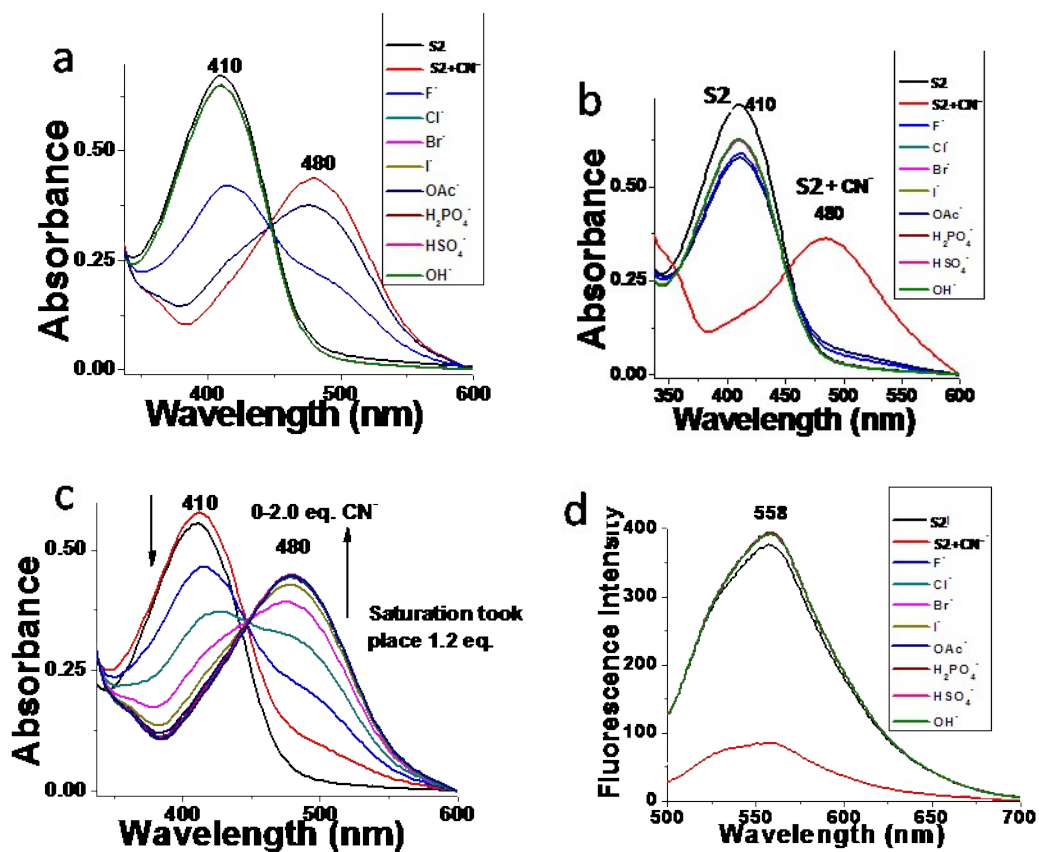 a
410
480
S2
S2+CN⁻
F⁻
Cl⁻
Br⁻
I⁻
OAc⁻
H₂PO₄⁻
HSO₄⁻
OH⁻
0.50
0.25
0.00
Absorbance
400
500
600
Wavelength (nm)
b
S2
410
S2+CN⁻
480
S2
S2+CN⁻
F⁻
Cl⁻
Br⁻
I⁻
OAc⁻
H₂PO₄⁻
HSO₄⁻
OH⁻
0.50
0.25
0.00
Absorbance
350
400
450
500
550
600
Wavelength (nm)
c
410
0-2.0 eq. CN⁻
480
Saturation took
place 1.2 eq.
0.50
0.25
0.00
Absorbance
400
500
600
Wavelength (nm)
d
558
S2
S2+CN⁻
F⁻
Cl⁻
Br⁻
I⁻
OAc⁻
H₂PO₄⁻
HSO₄⁻
OH⁻
400
300
200
100
0
Fluorescence Intensity
500
550
600
650
700
Wavelength (nm)